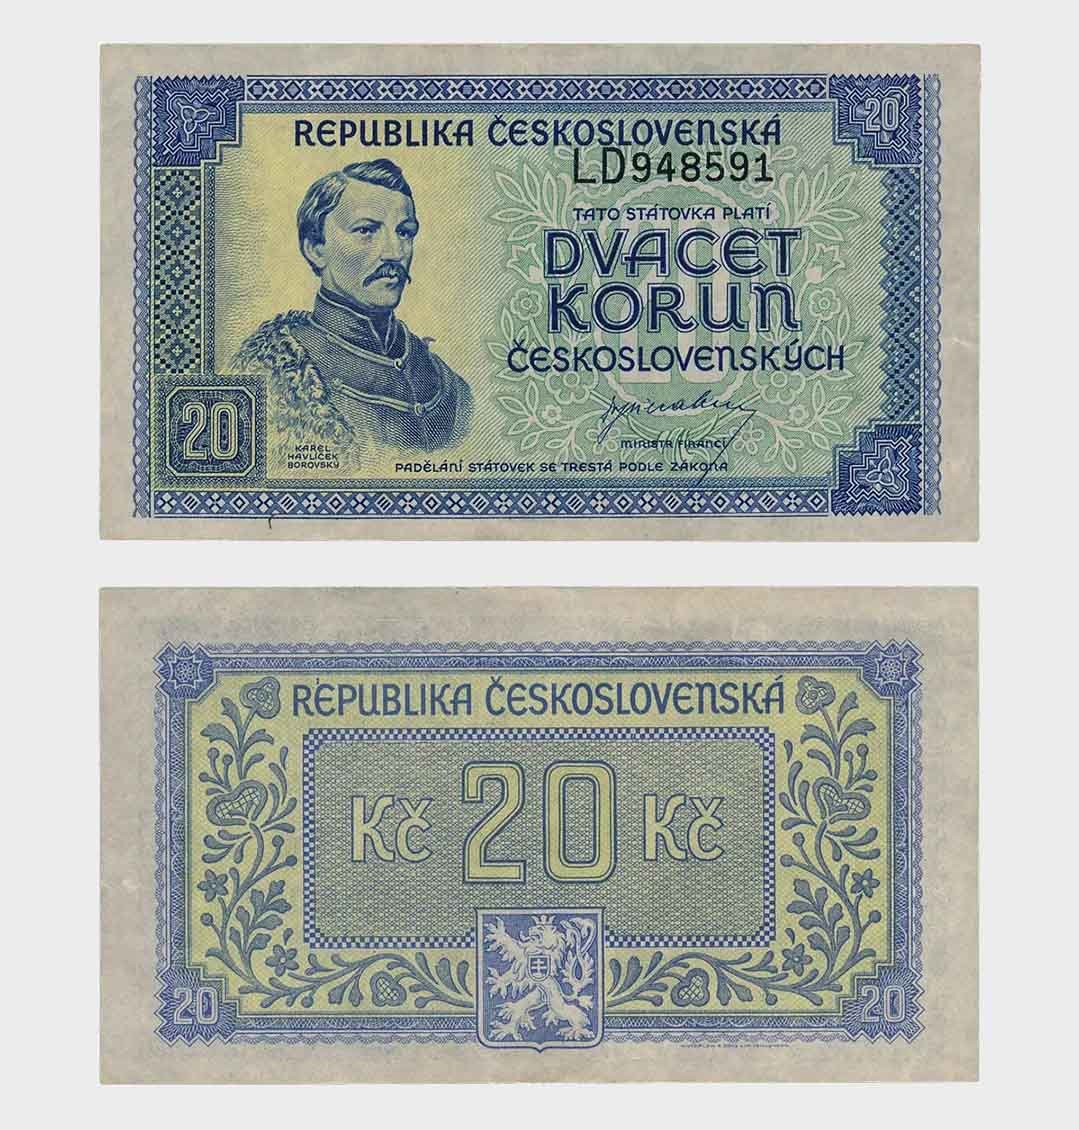 20
REPUBLIKA ČESKOSLOVENSKÁ
LD948591
TATO STÁTOVKA PLATÍ
DVACET
KORUN
ČESKOSLOVENSKÝCH
20
20
KAREL
HAVLÍČEK
BOROVSKÝ
MINISTR FINANCÍ
PADĚLÁNÍ STÁTOVEK SE TRESTÁ PODLE ZÁKONA
REPUBLIKA ČESKOSLOVENSKÁ
Kč 20 Kč
20
20